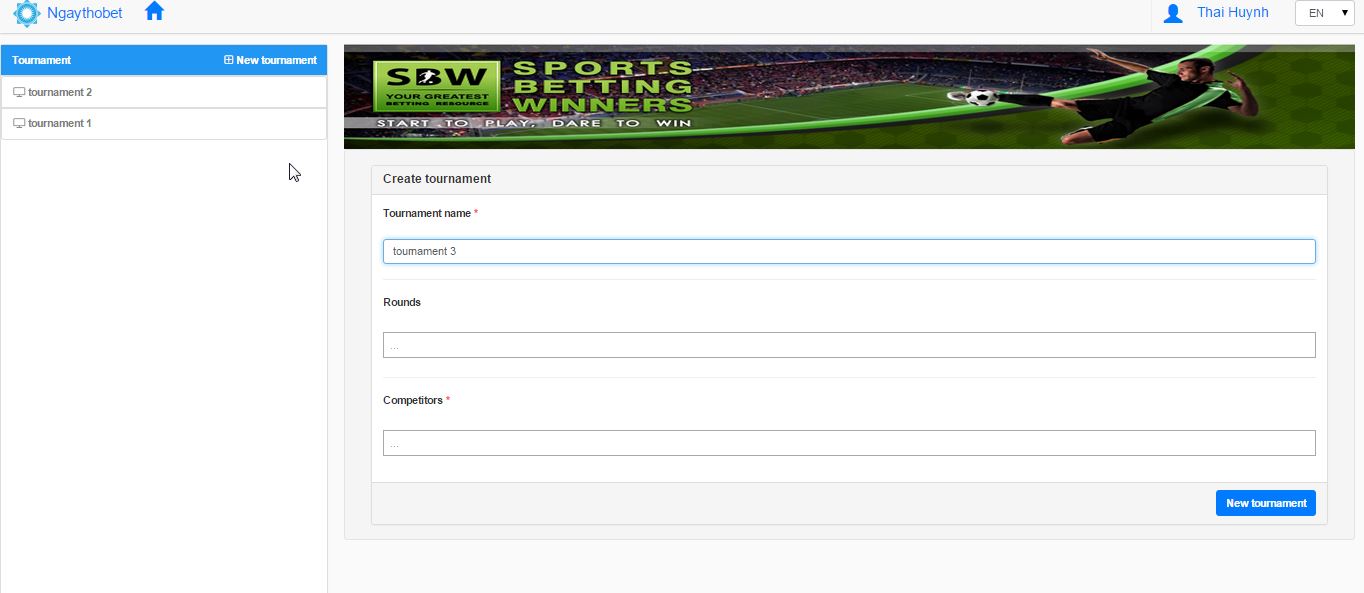 Ngaythobet
Thai Huynh
EN
Tournament
New tournament
tournament 2
tournament 1
SBW
YOUR GREATEST
BETTING RESOURCE
SPORTS
BETTING
WINNERS
START TO PLAY, DARE TO WIN
Create tournament
Tournament name *
tournament 3
Rounds
...
Competitors *
...
New tournament